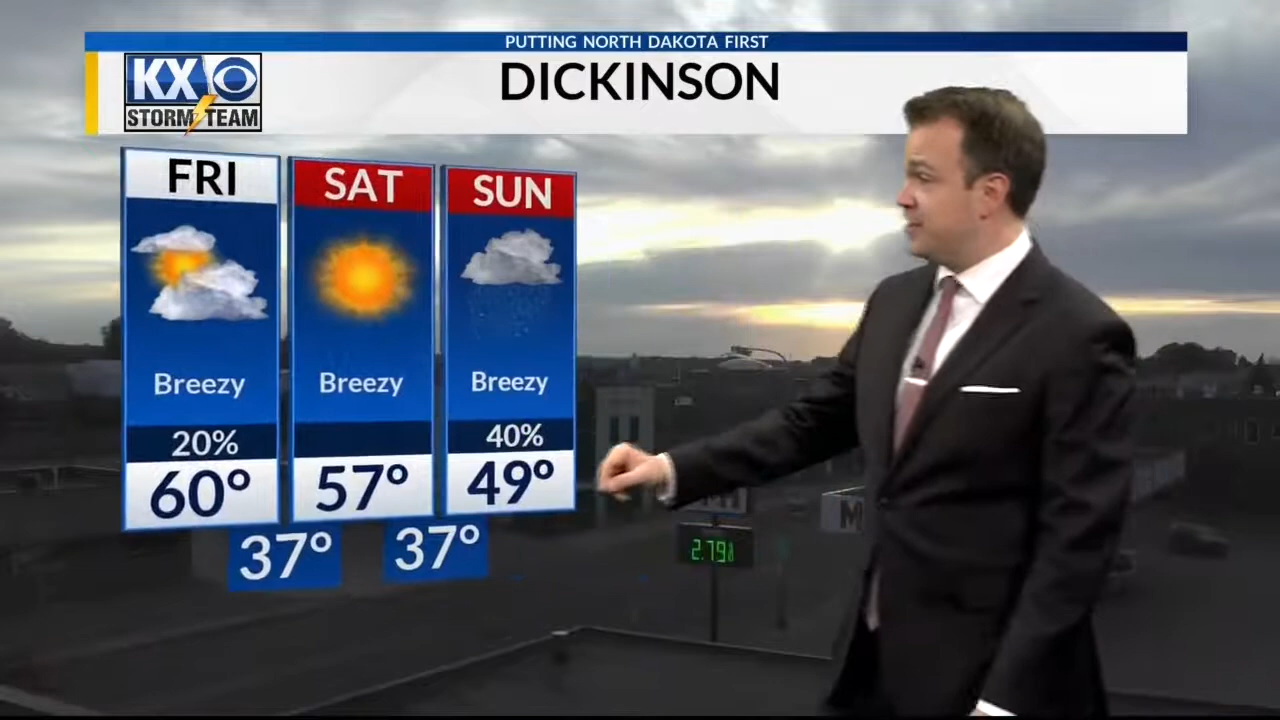 PUTTING NORTH DAKOTA FIRST
KX
STORM TEAM
DICKINSON
FRI
SAT
SUN
Breezy
Breezy
Breezy
20%
40%
60°
57°
49°
37°
37°
2.79